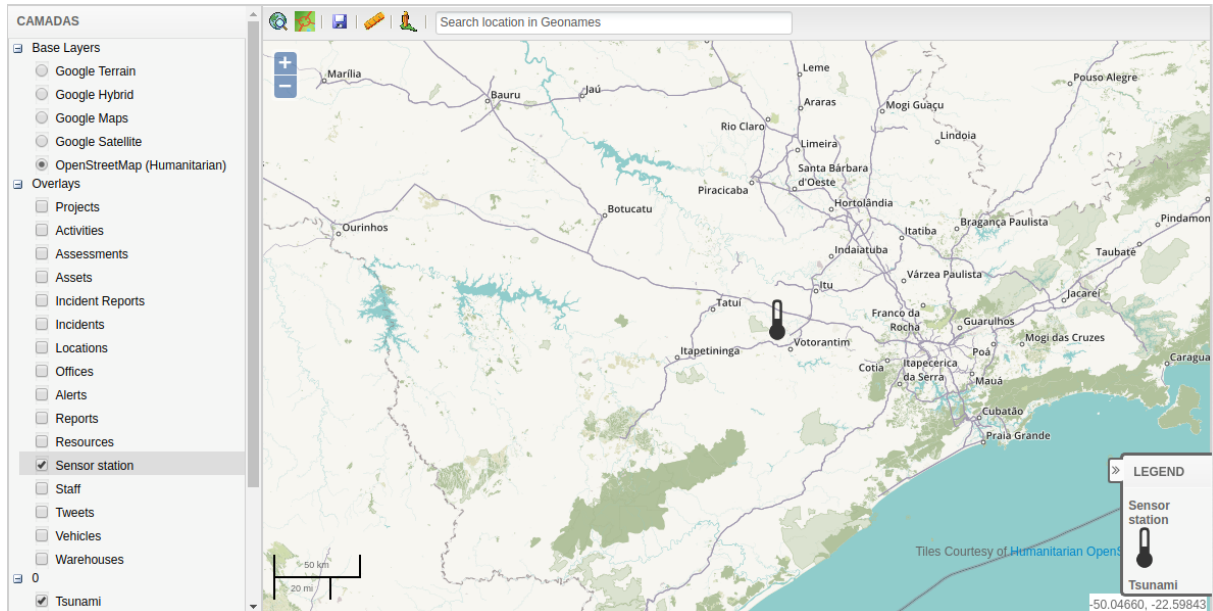 CAMADAS
Base Layers
Google Terrain
Google Hybrid
Google Maps
Google Satellite
OpenStreetMap (Humanitarian)
Overlays
Projects
Activities
Assessments
Assets
Incident Reports
Incidents
Locations
Offices
Alerts
Reports
Resources
Sensor station
Staff
Tweets
Vehicles
Warehouses
0
Tsunami
Search location in Geonames
+
−
Marília
Bauru
Jaú
Leme
Araras
Mogi Guaçu
Pouso Alegre
Rio Claro
Limeira
Lindoia
Santa Bárbara
d'Oeste
Piracicaba
Hortolândia
Botucatu
Ourinhos
Itatiba
Bragança Paulista
Pindamon
Indaiatuba
Taubaté
Várzea Paulista
Itu
Jacareí
Tatuí
Franco da
Rocha
Guarulhos
Votorantim
Itapetininga
Poá
Mogi das Cruzes
Cotia
Itapecerica
da Serra
Mauá
Caragua
Cubatão
Praia Grande
50 km
20 mi
Tiles Courtesy of Humanitarian OpenS
»
LEGEND
Sensor
station
Tsunami
-50.04660, -22.59843